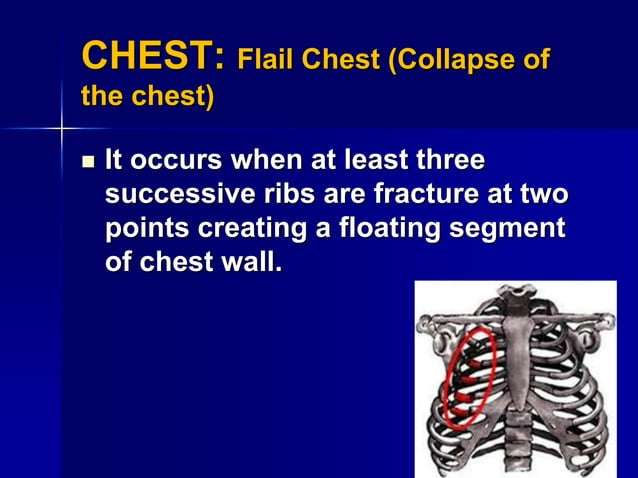 CHEST: Flail Chest (Collapse of
the chest)
It occurs when at least three
successive ribs are fracture at two
points creating a floating segment
of chest wall.